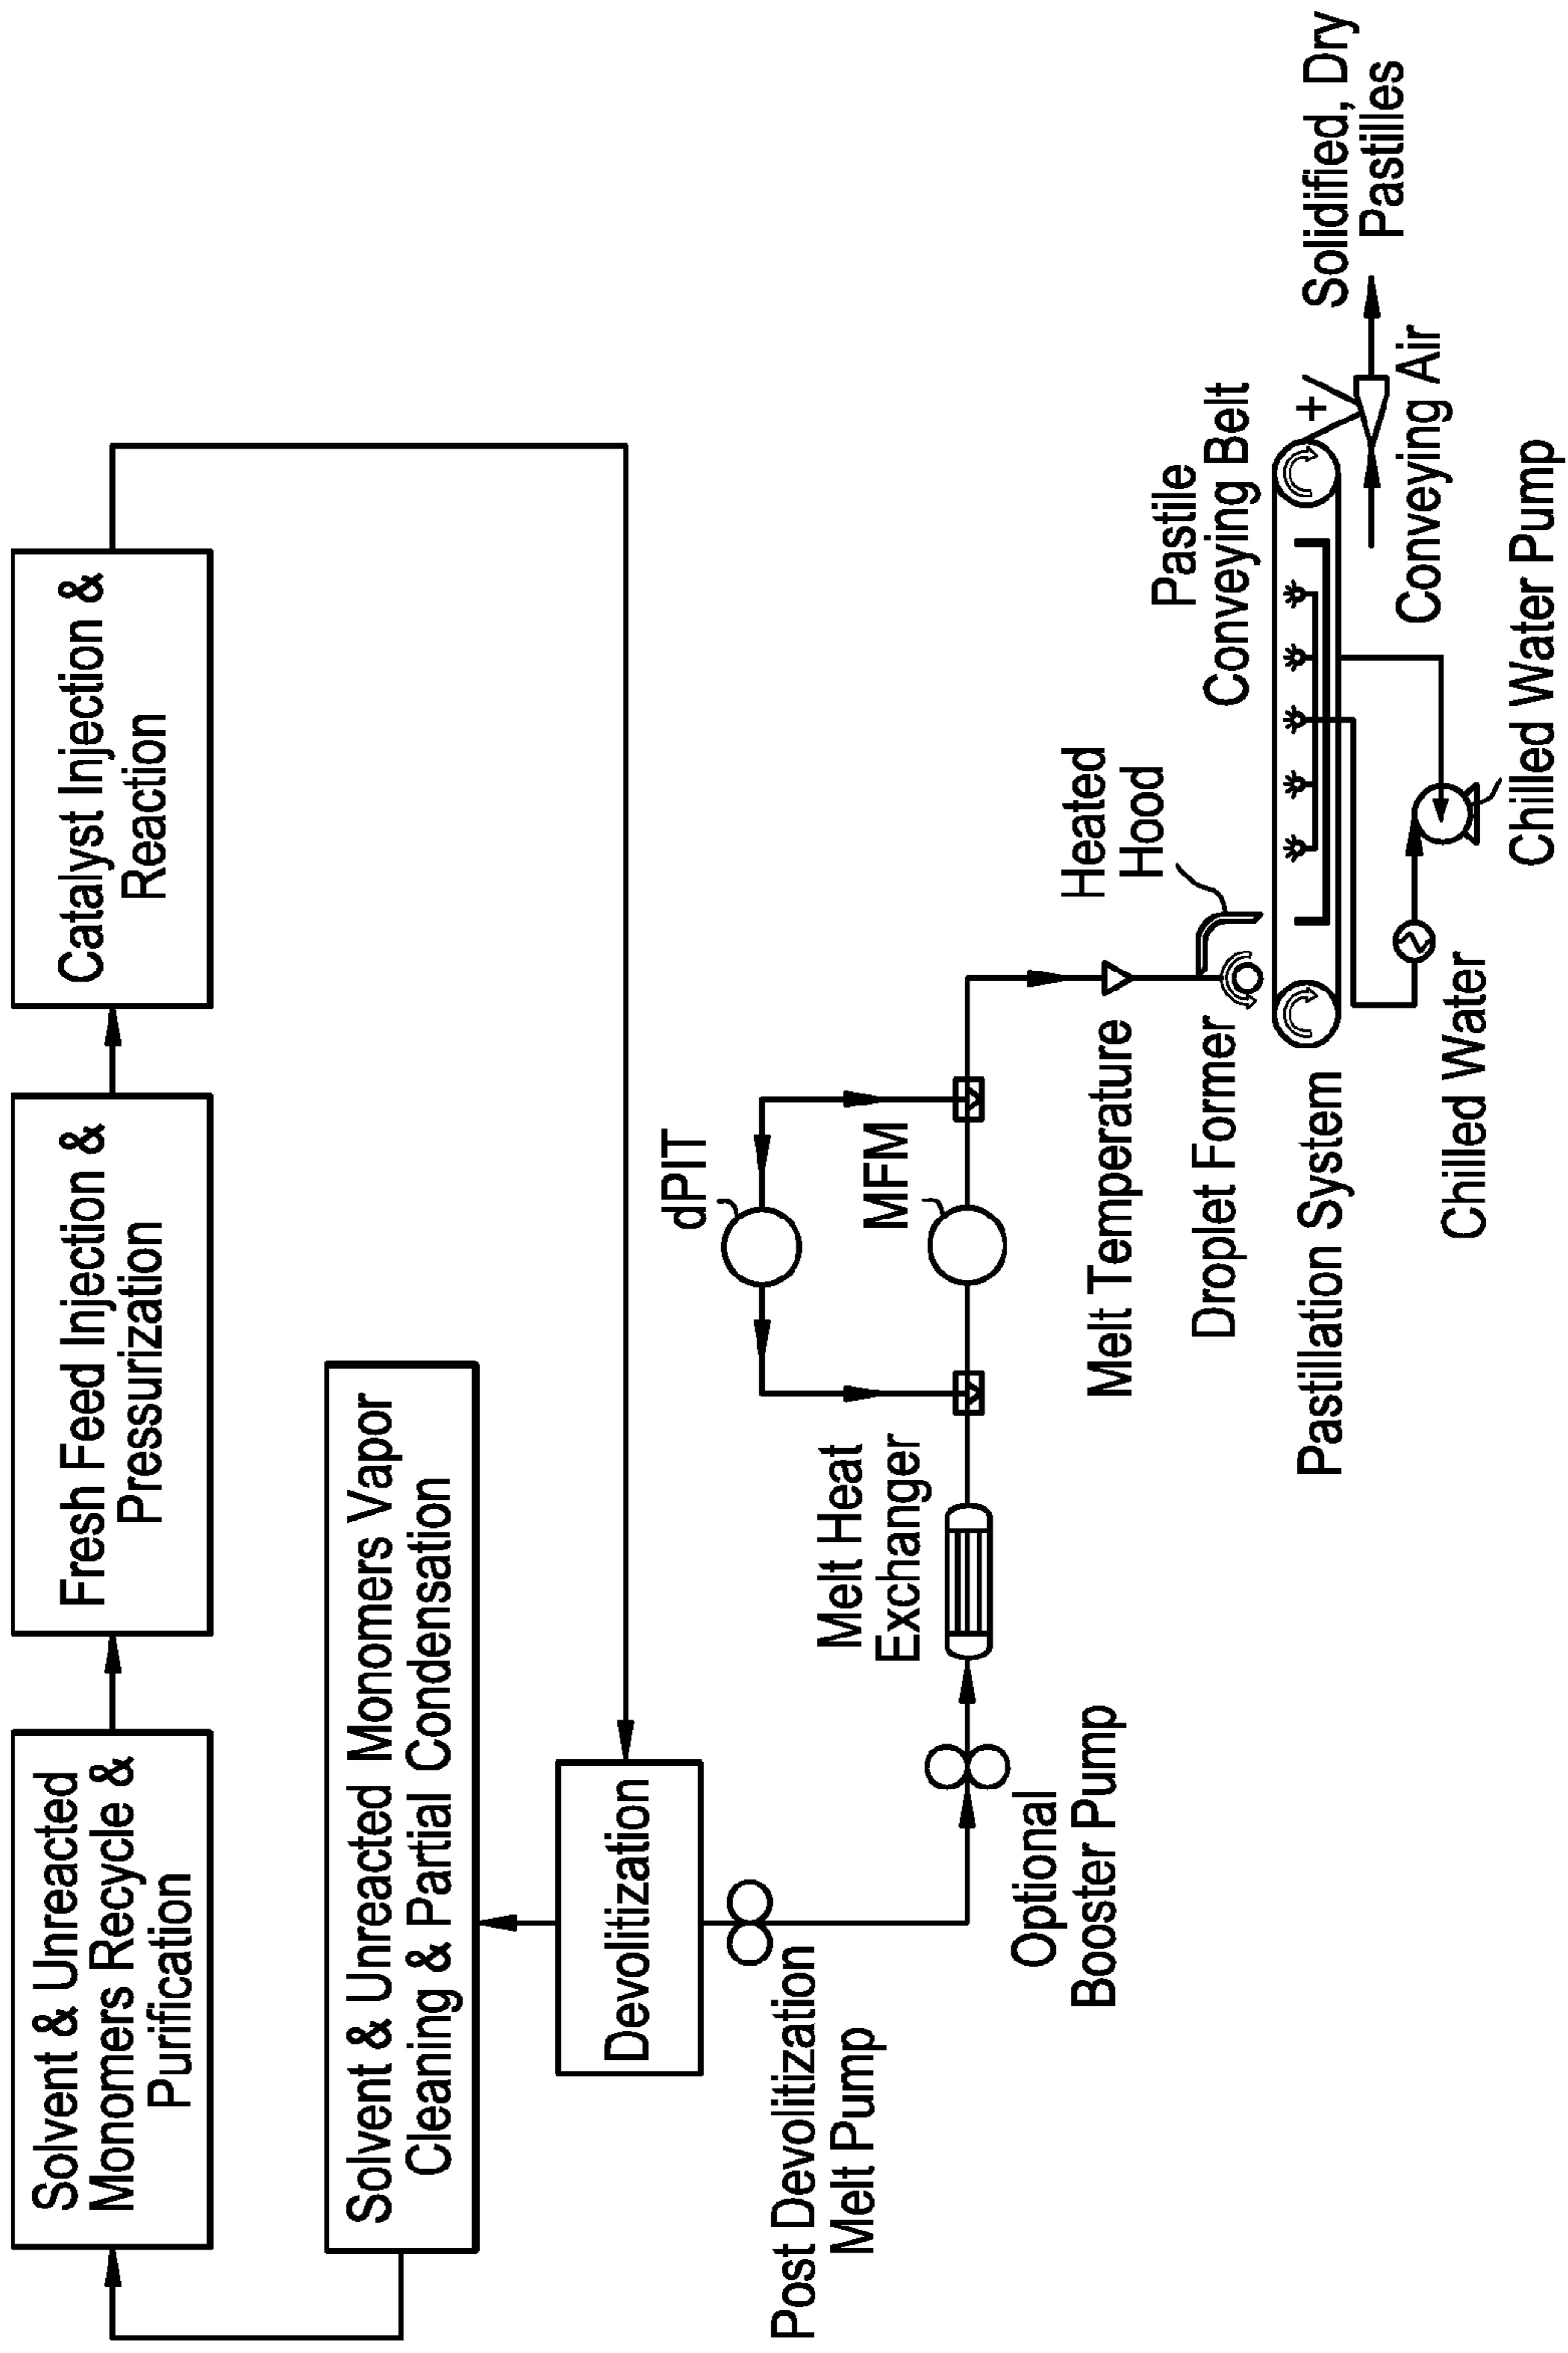 Solvent & Unreacted
Monomers Recycle &
Purification
Fresh Feed Injection &
Pressurization
Catalyst Injection &
Reaction
Solvent & Unreacted Monomers Vapor
Cleaning & Partial Condensation
Devolitization
Post Devolitization
Melt Pump
Optional
Booster Pump
Melt Heat
Exchanger
dPIT
MFM
Melt Temperature
Droplet Former
Pastillation System
Heated
Hood
Pastile
Conveying Belt
Chilled Water
Chilled Water Pump
Conveying Air
Solidified, Dry
Pastilles